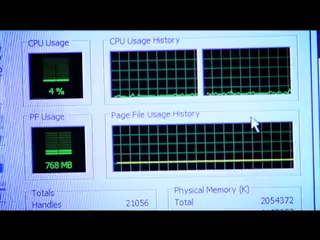 CPU Usage
CPU Usage History
4 %
PF Usage
Page File Usage History
768 MB
Totals
Handles 21056
Physical Memory (K)
Total 2054372